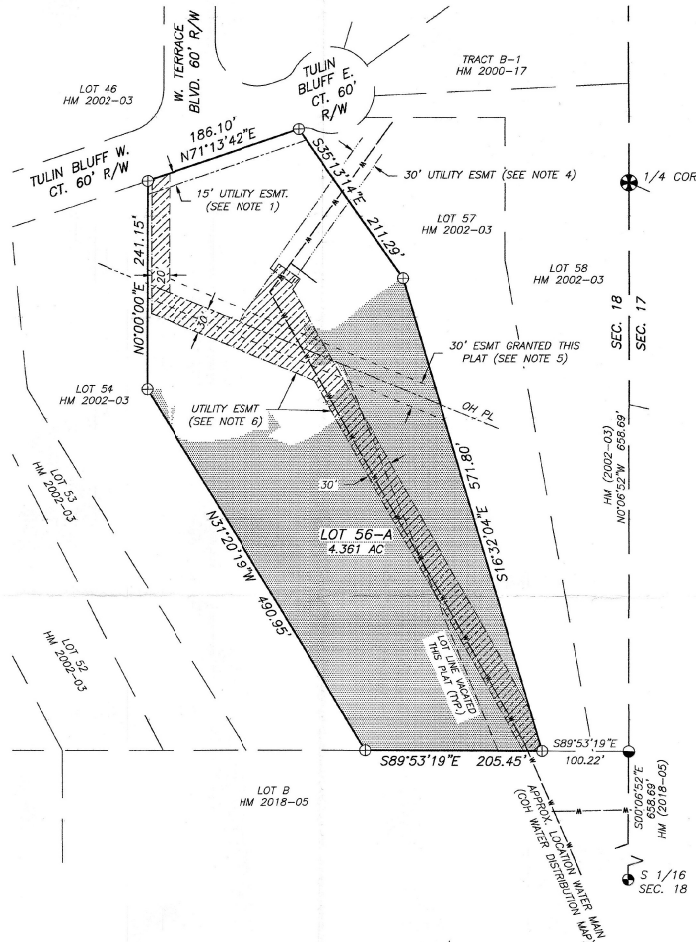 LOT 46
HM 2002-03
W. TERRACE
BLVD. 60' R/W
TULIN
BLUFF E.
CT. 60'
R/W
TRACT B-1
HM 2000-17
186.10'
N71°13'42"E
TULIN BLUFF W.
CT. 60' R/W
15' UTILITY ESMT.
(SEE NOTE 1)
S35°13'14"E
211.29'
30' UTILITY ESMT (SEE NOTE 4)
1/4 COR
LOT 57
HM 2002-03
LOT 58
HM 2002-03
N0°00'00"E 241.15'
20'
30'
SEC. 18
SEC. 17
30' ESMT GRANTED THIS
PLAT (SEE NOTE 5)
LOT 54
HM 2002-03
UTILITY ESMT
(SEE NOTE 6)
OH PL
LOT 53
HM 2002-03
HM (2002-03)
N0°06'52"W 658.69'
30'
S16°32'04"E 571.80'
N31°20'19"W 490.95'
LOT 56-A
4.361 AC
LOT 52
HM 2002-03
LOT LINE VACATED
THIS PLAT (TYP.)
S89°53'19"E 205.45'
S89°53'19"E
100.22'
LOT B
HM 2018-05
S00°06'52"E
658.69'
HM (2018-05)
APPROX. LOCATION WATER MAIN
(COH WATER DISTRIBUTION MAP)
S 1/16
SEC. 18
W
W
W
W
W
W
W
W
W
W
W